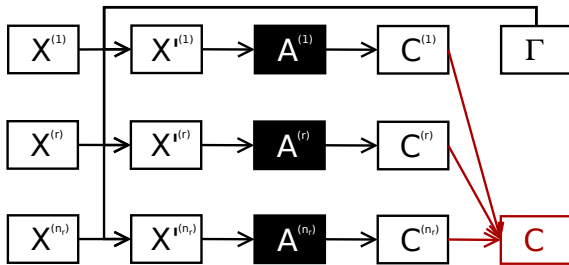 X⁽¹⁾ X'⁽¹⁾ A⁽¹⁾ C⁽¹⁾ Γ
X⁽ʳ⁾ X'⁽ʳ⁾ A⁽ʳ⁾ C⁽ʳ⁾
X⁽ⁿᵣ⁾ X'⁽ⁿᵣ⁾ A⁽ⁿᵣ⁾ C⁽ⁿᵣ⁾ C